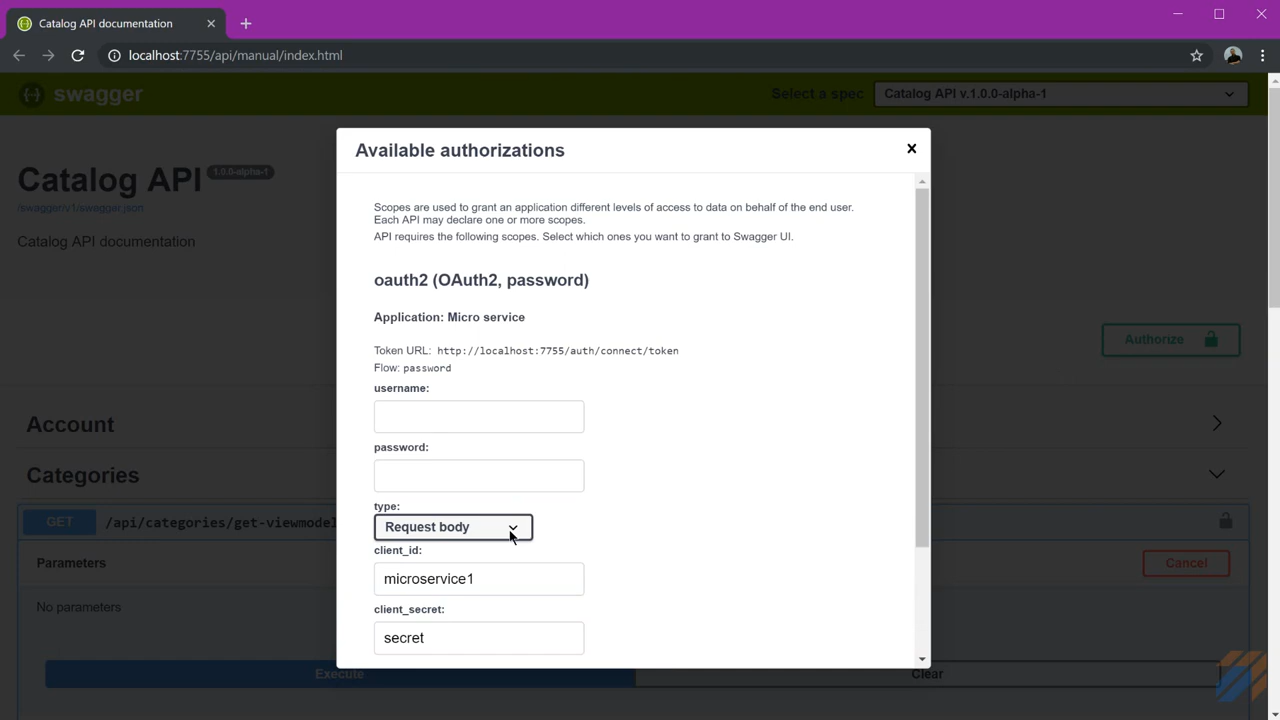 Catalog API documentation
localhost:7755/api/manual/index.html
swagger
Select a spec
Catalog API v.1.0.0-alpha-1
Catalog API
1.0.0-alpha-1
/swagger/v1/swagger.json
Catalog API documentation
Available authorizations
Scopes are used to grant an application different levels of access to data on behalf of the end user.
Each API may declare one or more scopes.
API requires the following scopes. Select which ones you want to grant to Swagger UI.
oauth2 (OAuth2, password)
Application: Micro service
Token URL: http://localhost:7755/auth/connect/token
Flow: password
username:
password:
type:
Request body
client_id:
microservice1
client_secret:
secret
Authorize
Account
Categories
GET
/api/categories/get-viewmodel
Parameters
Cancel
No parameters
Execute
Clear